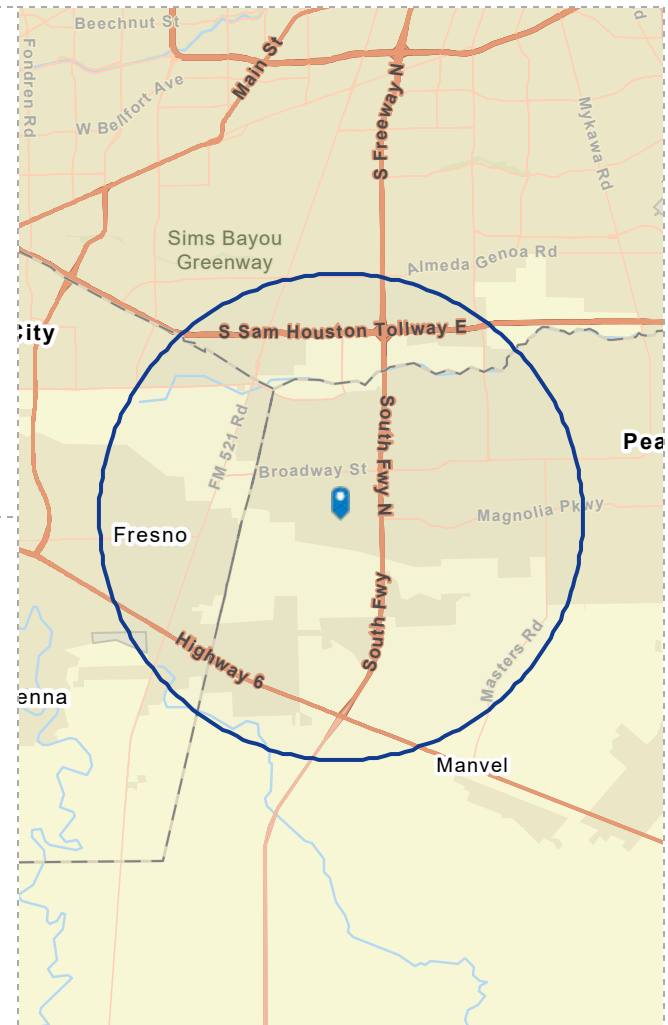 Beechnut St
d
Fondren Rd
Main St
S Freeway N
W Bellfort Ave
Mykawa Rd
Sims Bayou
Greenway
Almeda Genoa Rd
City
S Sam Houston Tollway E
FM 521 Rd
South Fwy N
Pea
Broadway St
Magnolia Pkwy
Fresno
South Fwy
Highway 6
Masters Rd
enna
Manvel